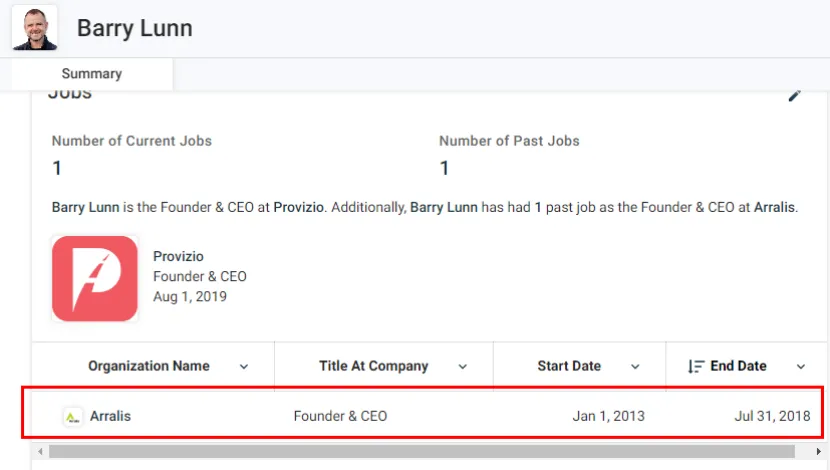 Barry Lunn
Summary
Jobs
Number of Current Jobs
Number of Past Jobs
1
1
Barry Lunn is the Founder & CEO at Provizio. Additionally, Barry Lunn has had 1 past job as the Founder & CEO at Arralis.
Provizio
Founder & CEO
Aug 1, 2019
Organization Name Title At Company Start Date End Date
Arralis Founder & CEO Jan 1, 2013 Jul 31, 2018